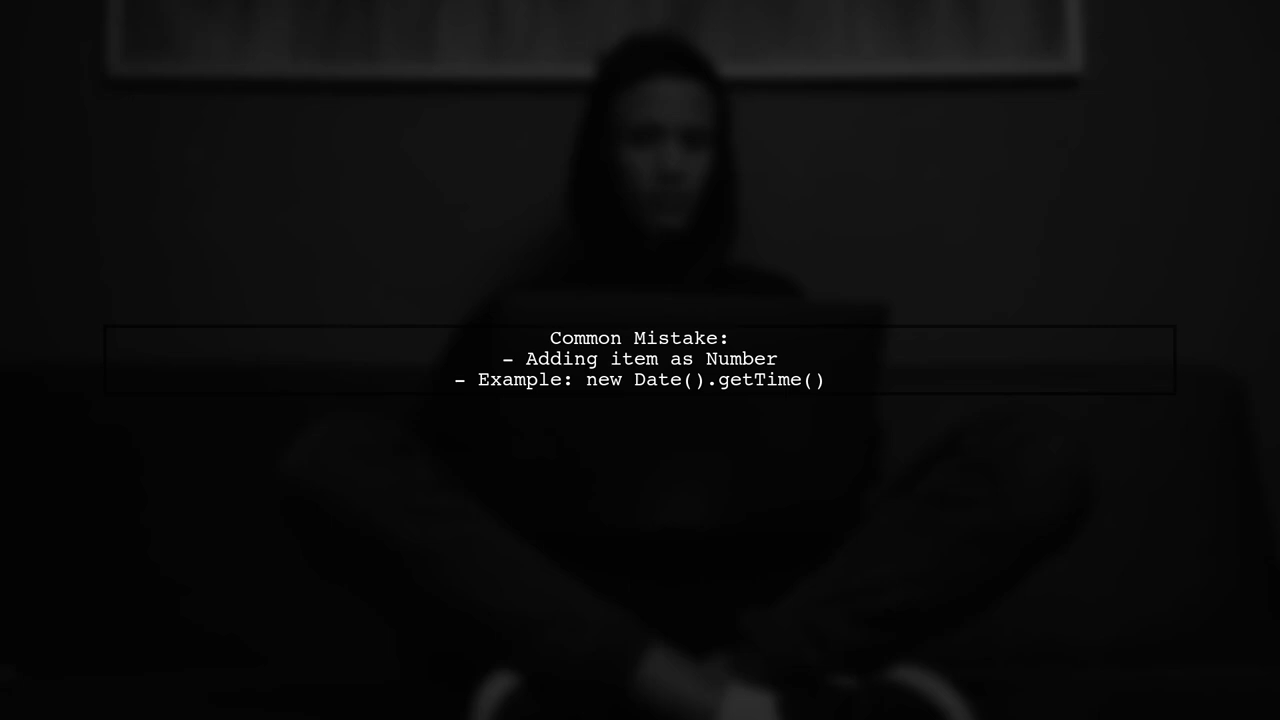 Common Mistake:
- Adding item as Number
- Example: new Date().getTime()